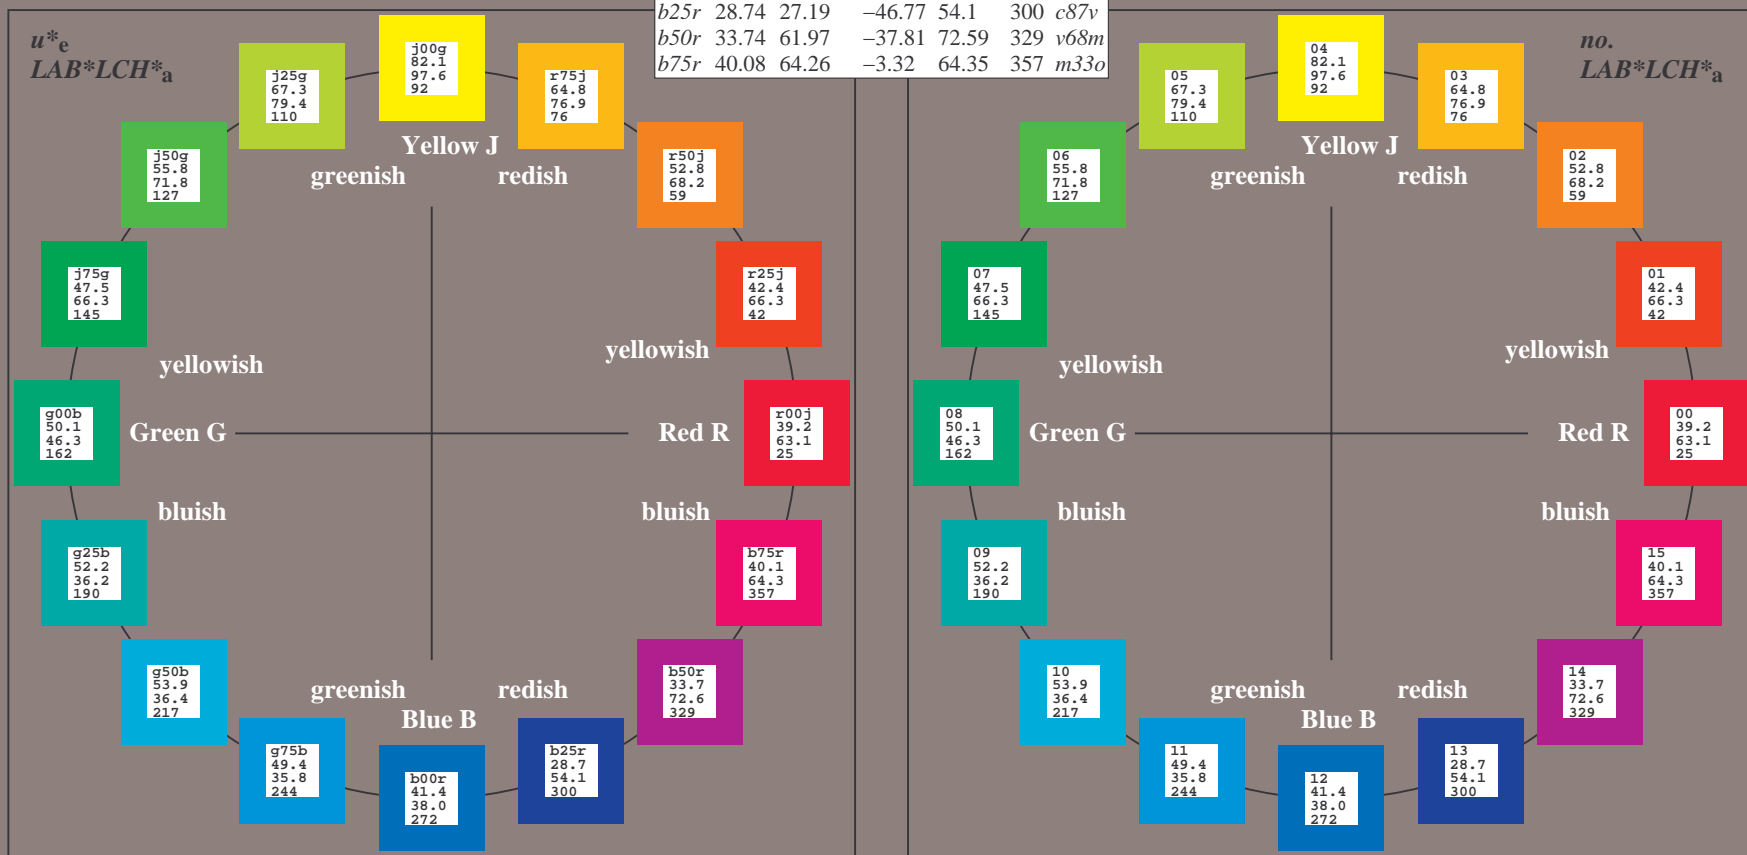 b25r 28.74 27.19 −46.77 54.1 300 c87v
b50r 33.74 61.97 −37.81 72.59 329 v68m
b75r 40.08 64.26 −3.32 64.35 357 m33o
u*e
LAB*LCH*a
j00g
82.1
97.6
92
j25g
67.3
79.4
110
r75j
64.8
76.9
76
Yellow J
greenish redish
j50g
55.8
71.8
127
r50j
52.8
68.2
59
j75g
47.5
66.3
145
r25j
42.4
66.3
42
yellowish
yellowish
g00b
50.1
46.3
162
Green G
Red R
r00j
39.2
63.1
25
bluish
bluish
g25b
52.2
36.2
190
b75r
40.1
64.3
357
g50b
53.9
36.4
217
b50r
33.7
72.6
329
greenish redish
Blue B
g75b
49.4
35.8
244
b00r
41.4
38.0
272
b25r
28.7
54.1
300
no.
LAB*LCH*a
04
82.1
97.6
92
05
67.3
79.4
110
03
64.8
76.9
76
Yellow J
greenish redish
06
55.8
71.8
127
02
52.8
68.2
59
07
47.5
66.3
145
01
42.4
66.3
42
yellowish
yellowish
08
50.1
46.3
162
Green G
Red R
00
39.2
63.1
25
bluish
bluish
09
52.2
36.2
190
15
40.1
64.3
357
10
53.9
36.4
217
14
33.7
72.6
329
greenish redish
Blue B
11
49.4
35.8
244
12
41.4
38.0
272
13
28.7
54.1
300